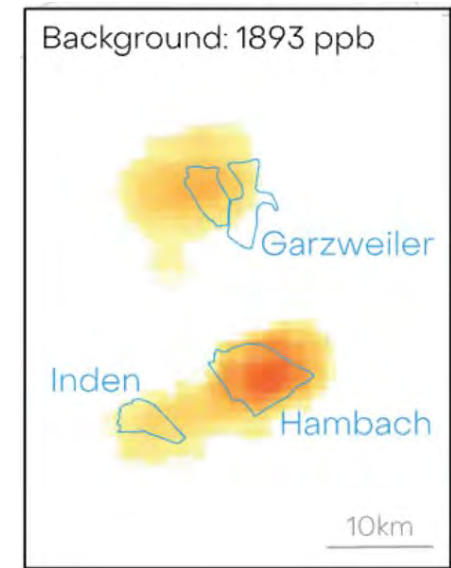 Background: 1893 ppb
Garzweiler
Inden
Hambach
10km